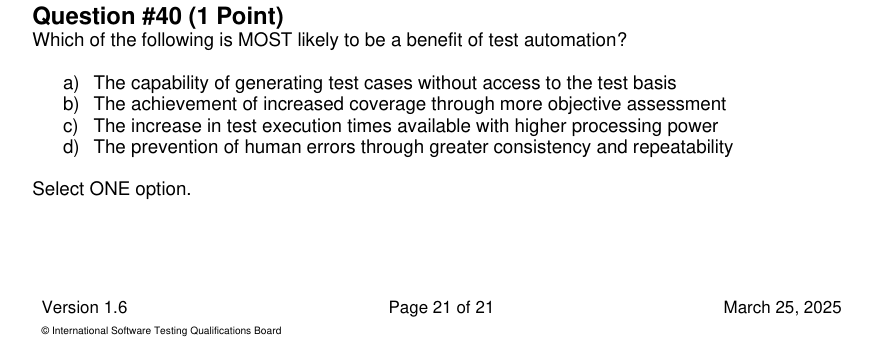 Question #40 (1 Point)
Which of the following is MOST likely to be a benefit of test automation?
a) The capability of generating test cases without access to the test basis
b) The achievement of increased coverage through more objective assessment
c) The increase in test execution times available with higher processing power
d) The prevention of human errors through greater consistency and repeatability
Select ONE option.
Version 1.6 Page 21 of 21 March 25, 2025
© International Software Testing Qualifications Board